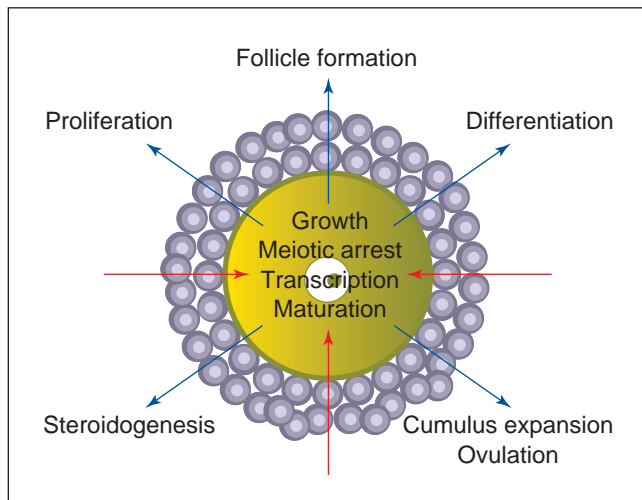 Follicle formation
Proliferation
Differentiation
Growth
Meiotic arrest
Transcription
Maturation
Steroidogenesis
Cumulus expansion
Ovulation